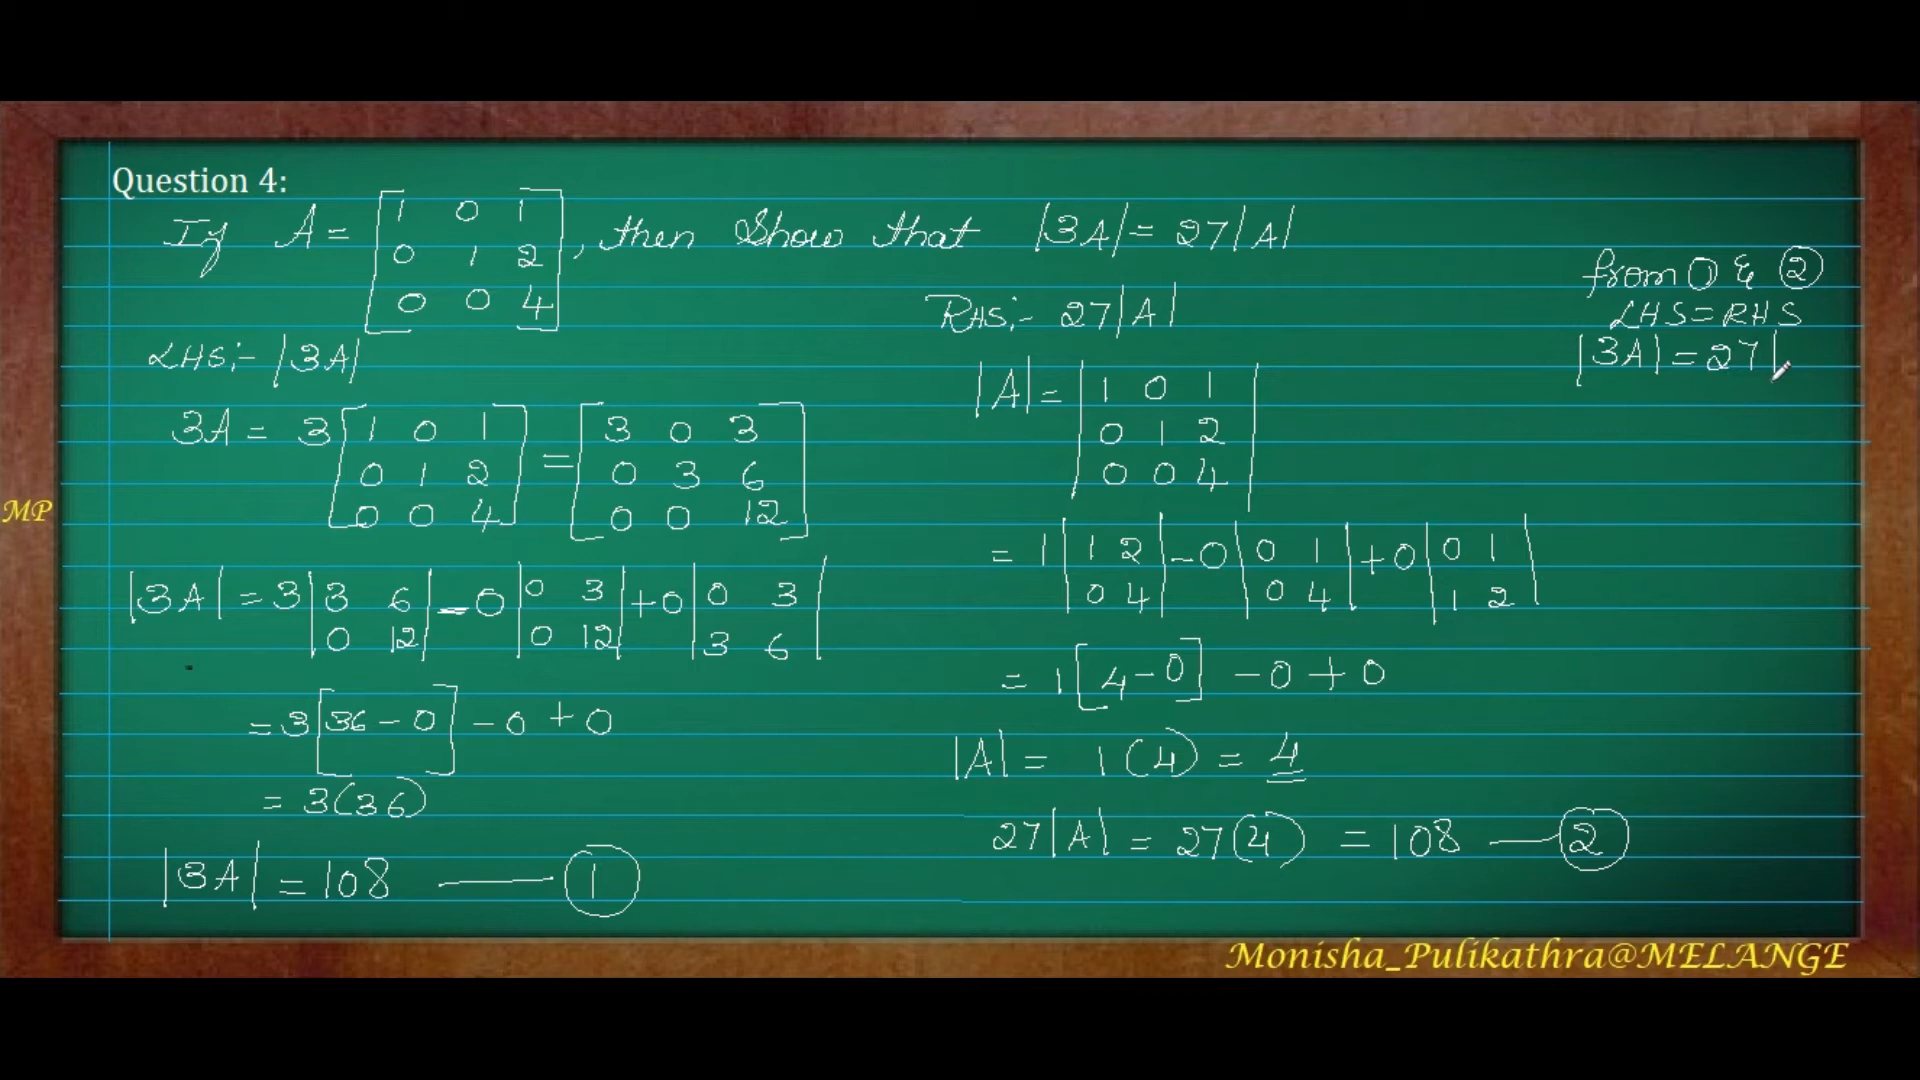 Question 4:
If A = [1 0 1
0 1 2
0 0 4], then Show that |3A| = 27|A|
LHS:- |3A|
3A = 3[1 0 1
0 1 2
0 0 4] = [3 0 3
0 3 6
0 0 12]
|3A| = 3|3 6
0 12| - 0|0 3
0 12| + 0|0 3
3 6|
= 3[36 - 0] - 0 + 0
= 3(36)
|3A| = 108 —— ①
RHS:- 27|A|
|A| = |1 0 1
0 1 2
0 0 4|
= 1|1 2
0 4| - 0|0 1
0 4| + 0|0 1
1 2|
= 1[4 - 0] - 0 + 0
|A| = 1(4) = 4
27|A| = 27(4) = 108 —— ②
from ① & ②
LHS = RHS
|3A| = 27|
MP
Monisha_Pulikathra@MELANGE